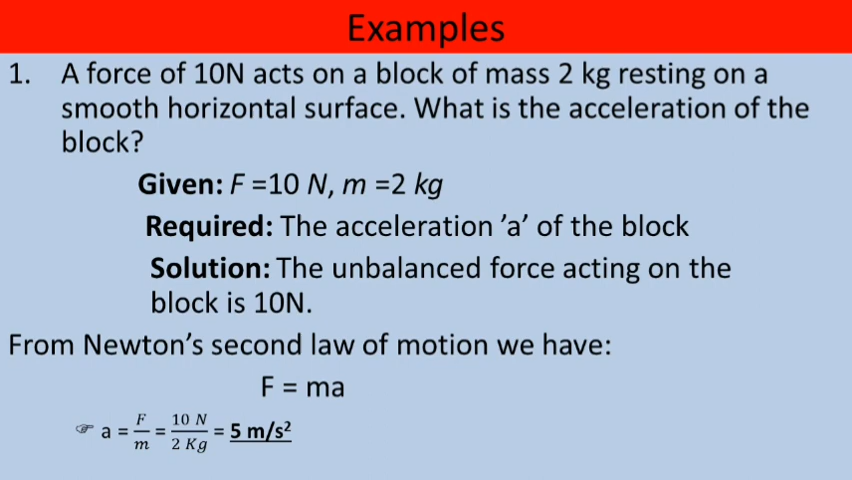 Examples
1. A force of 10N acts on a block of mass 2 kg resting on a
smooth horizontal surface. What is the acceleration of the
block?
Given: F =10 N, m =2 kg
Required: The acceleration ’a’ of the block
Solution: The unbalanced force acting on the
block is 10N.
From Newton’s second law of motion we have:
F = ma
☞ a = F/m = 10 N/2 Kg = 5 m/s²